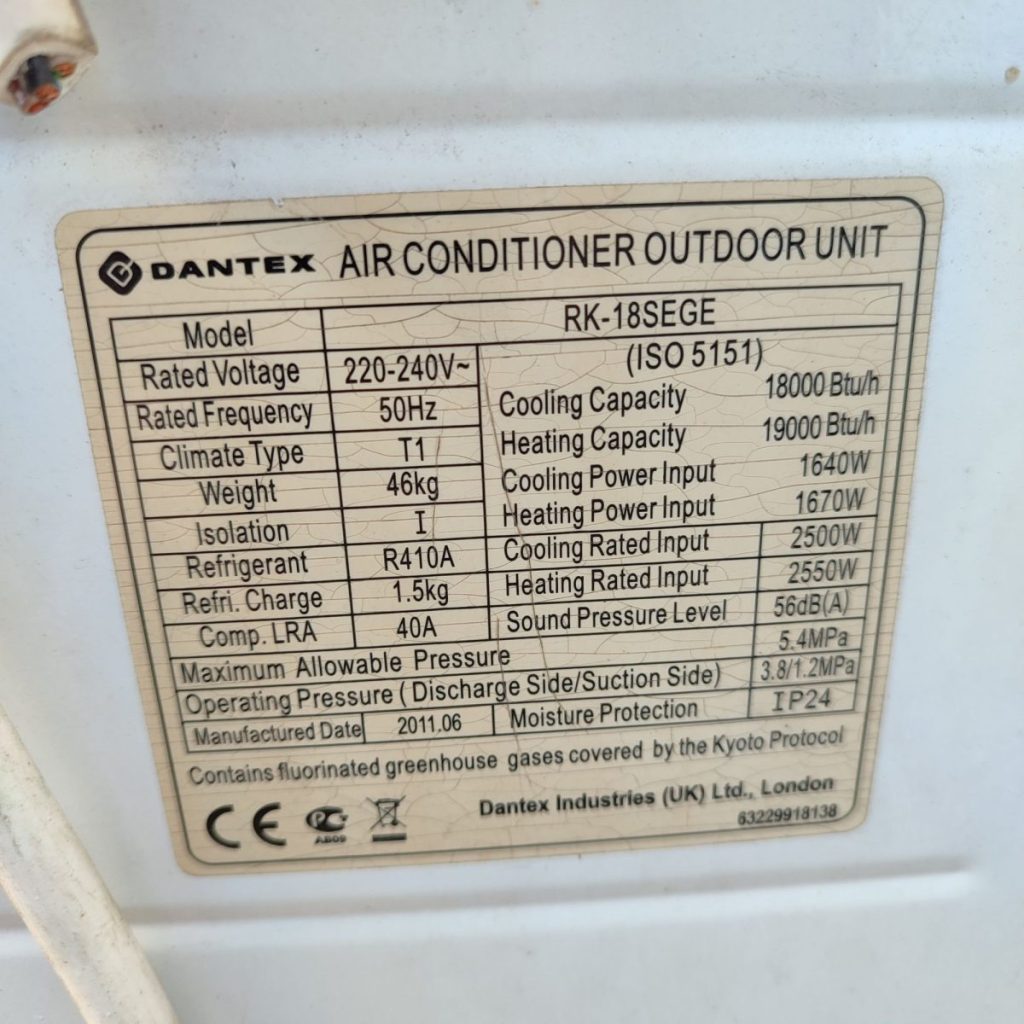 DANTEX AIR CONDITIONER OUTDOOR UNIT
Model RK-18SEGE
Rated Voltage 220-240V~ (ISO 5151)
Rated Frequency 50Hz Cooling Capacity 18000 Btu/h
Climate Type T1 Heating Capacity 19000 Btu/h
Weight 46kg Cooling Power Input 1640W
Isolation I Heating Power Input 1670W
Refrigerant R410A Cooling Rated Input 2500W
Refri. Charge 1.5kg Heating Rated Input 2550W
Comp. LRA 40A Sound Pressure Level 56dB(A)
Maximum Allowable Pressure 5.4MPa
Operating Pressure ( Discharge Side/Suction Side) 3.8/1.2MPa
Manufactured Date 2011.06 Moisture Protection IP24
Contains fluorinated greenhouse gases covered by the Kyoto Protocol
CE Dantex Industries (UK) Ltd., London
63229918138